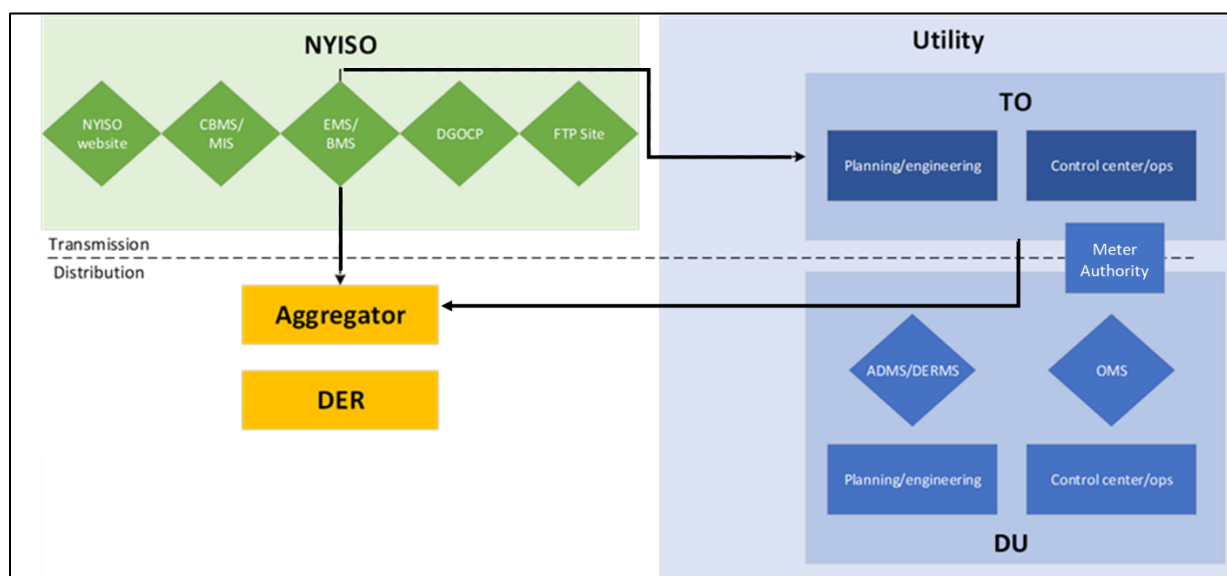 NYISO
Utility
NYISO
website
CBMS/
MIS
EMS/
BMS
DGOCP
FTP Site
TO
Planning/engineering
Control center/ops
Transmission
Distribution
Meter
Authority
Aggregator
DER
ADMS/DERMS
OMS
Planning/engineering
Control center/ops
DU